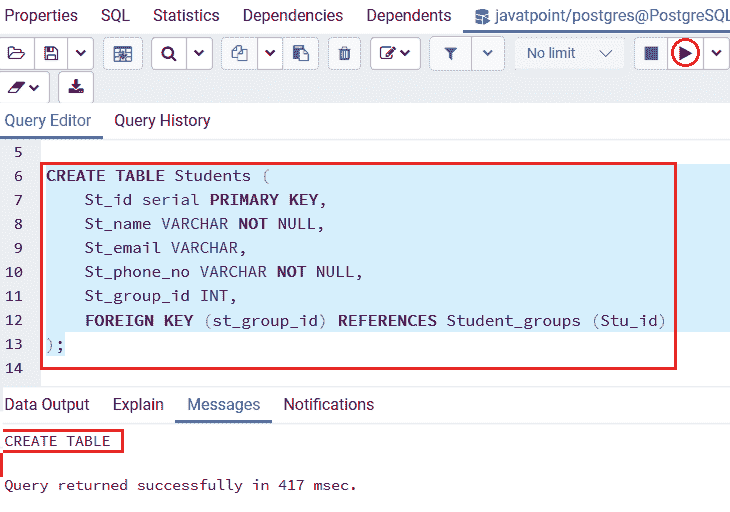 Properties SQL Statistics Dependencies Dependents javatpoint/postgres@PostgreSQL
No limit
Query Editor Query History
5
6 CREATE TABLE Students (
7 St_id serial PRIMARY KEY,
8 St_name VARCHAR NOT NULL,
9 St_email VARCHAR,
10 St_phone_no VARCHAR NOT NULL,
11 St_group_id INT,
12 FOREIGN KEY (st_group_id) REFERENCES Student_groups (Stu_id)
13 );
14
Data Output Explain Messages Notifications
CREATE TABLE
Query returned successfully in 417 msec.